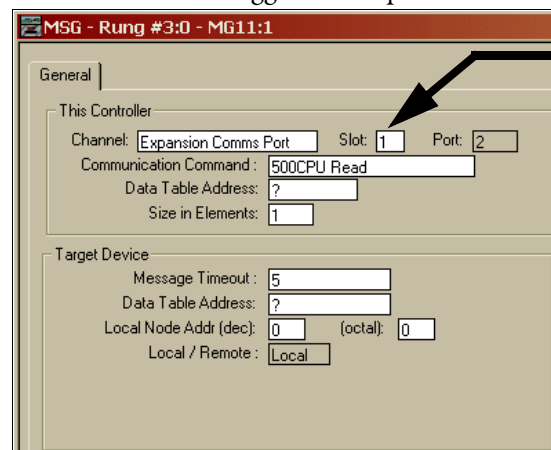 MSG - Rung #3:0 - MG11:1
General
This Controller
Channel: Expansion Comms Port Slot: 1 Port: 2
Communication Command : 500CPU Read
Data Table Address: ?
Size in Elements: 1
Target Device
Message Timeout : 5
Data Table Address: ?
Local Node Addr (dec): 0 (octal): 0
Local / Remote : Local